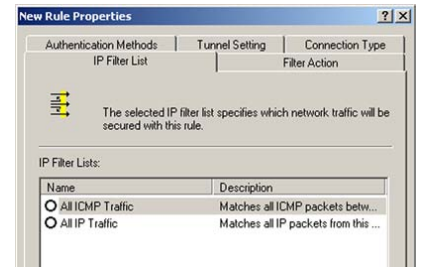 New Rule Properties
Authentication Methods Tunnel Setting Connection Type
IP Filter List Filter Action
The selected IP filter list specifies which network traffic will be
secured with this rule.
IP Filter Lists:
Name Description
All ICMP Traffic Matches all ICMP packets betw...
All IP Traffic Matches all IP packets from this ...